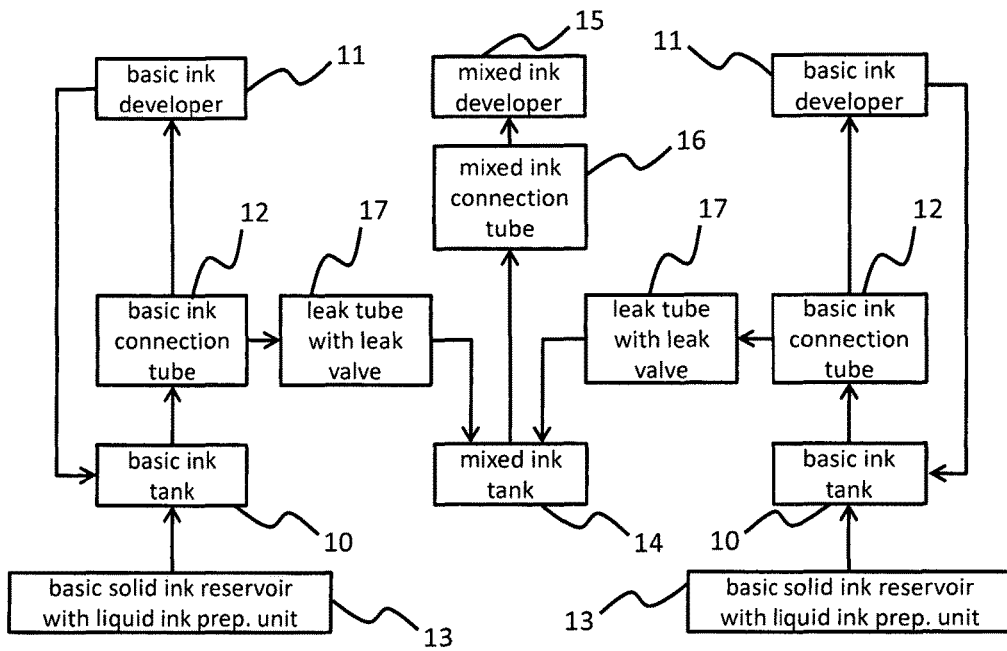 15
11
basic ink
developer
mixed ink
developer
11
basic ink
developer
16
mixed ink
connection
tube
12
17
17
12
basic ink
connection
tube
leak tube
with leak
valve
leak tube
with leak
valve
basic ink
connection
tube
basic ink
tank
mixed ink
tank
basic ink
tank
10
14
10
basic solid ink reservoir
with liquid ink prep. unit
13
13
basic solid ink reservoir
with liquid ink prep. unit